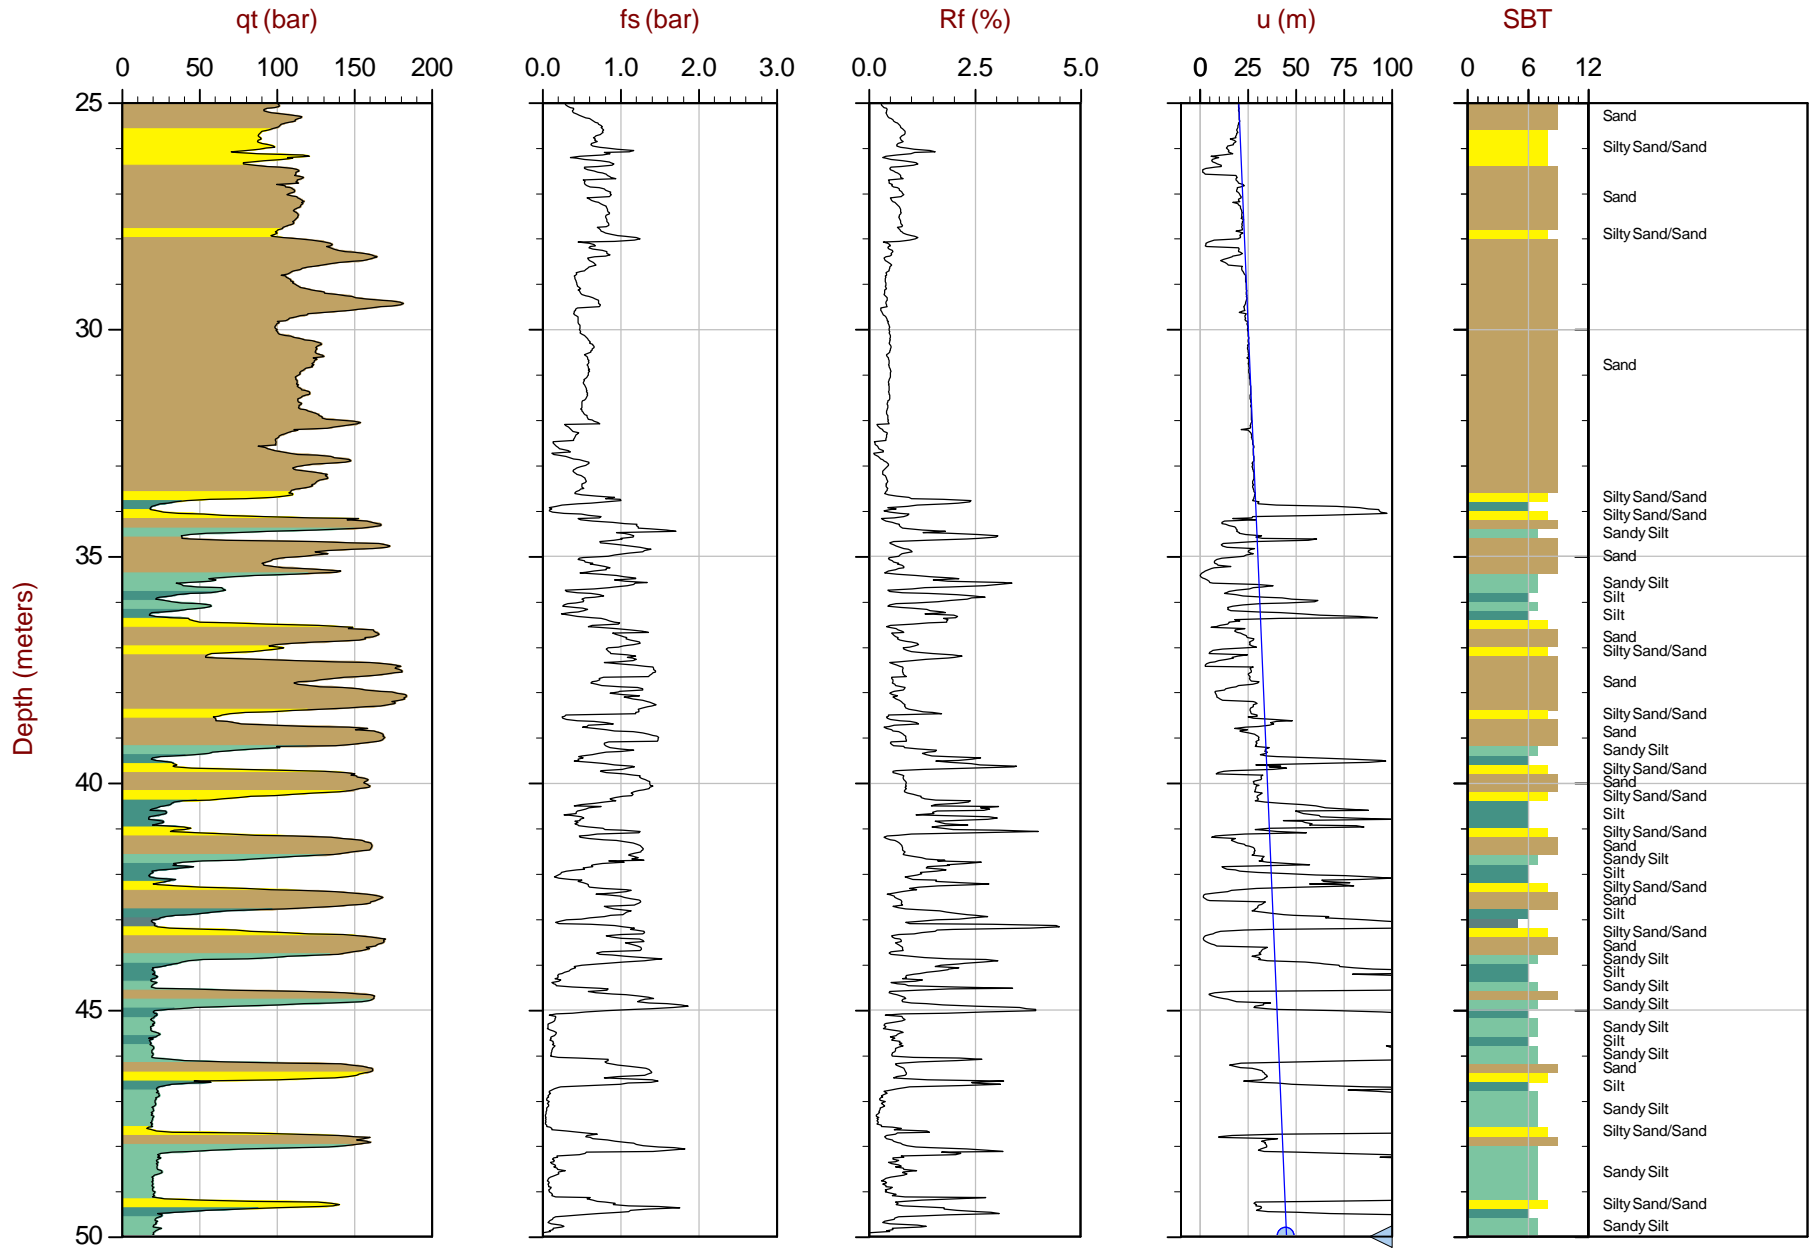 qt (bar) fs (bar) Rf (%) u (m) SBT
0 50 100 150 200 0.0 1.0 2.0 3.0 0.0 2.5 5.0 0 25 50 75 100 0 6 12
25
30
35
40
45
50
Depth (meters)
Sand
Silty Sand/Sand
Sand
Silty Sand/Sand
Sand
Silty Sand/Sand
Silty Sand/Sand
Sandy Silt
Sand
Sandy Silt
Silt
Silt
Sand
Silty Sand/Sand
Sand
Silty Sand/Sand
Sand
Sandy Silt
Silty Sand/Sand
Sand
Silty Sand/Sand
Silt
Silty Sand/Sand
Sand
Sandy Silt
Silt
Silty Sand/Sand
Sand
Silt
Silty Sand/Sand
Sand
Sandy Silt
Silt
Sandy Silt
Sandy Silt
Sandy Silt
Silt
Sandy Silt
Sand
Silt
Sandy Silt
Silty Sand/Sand
Sandy Silt
Silty Sand/Sand
Sandy Silt